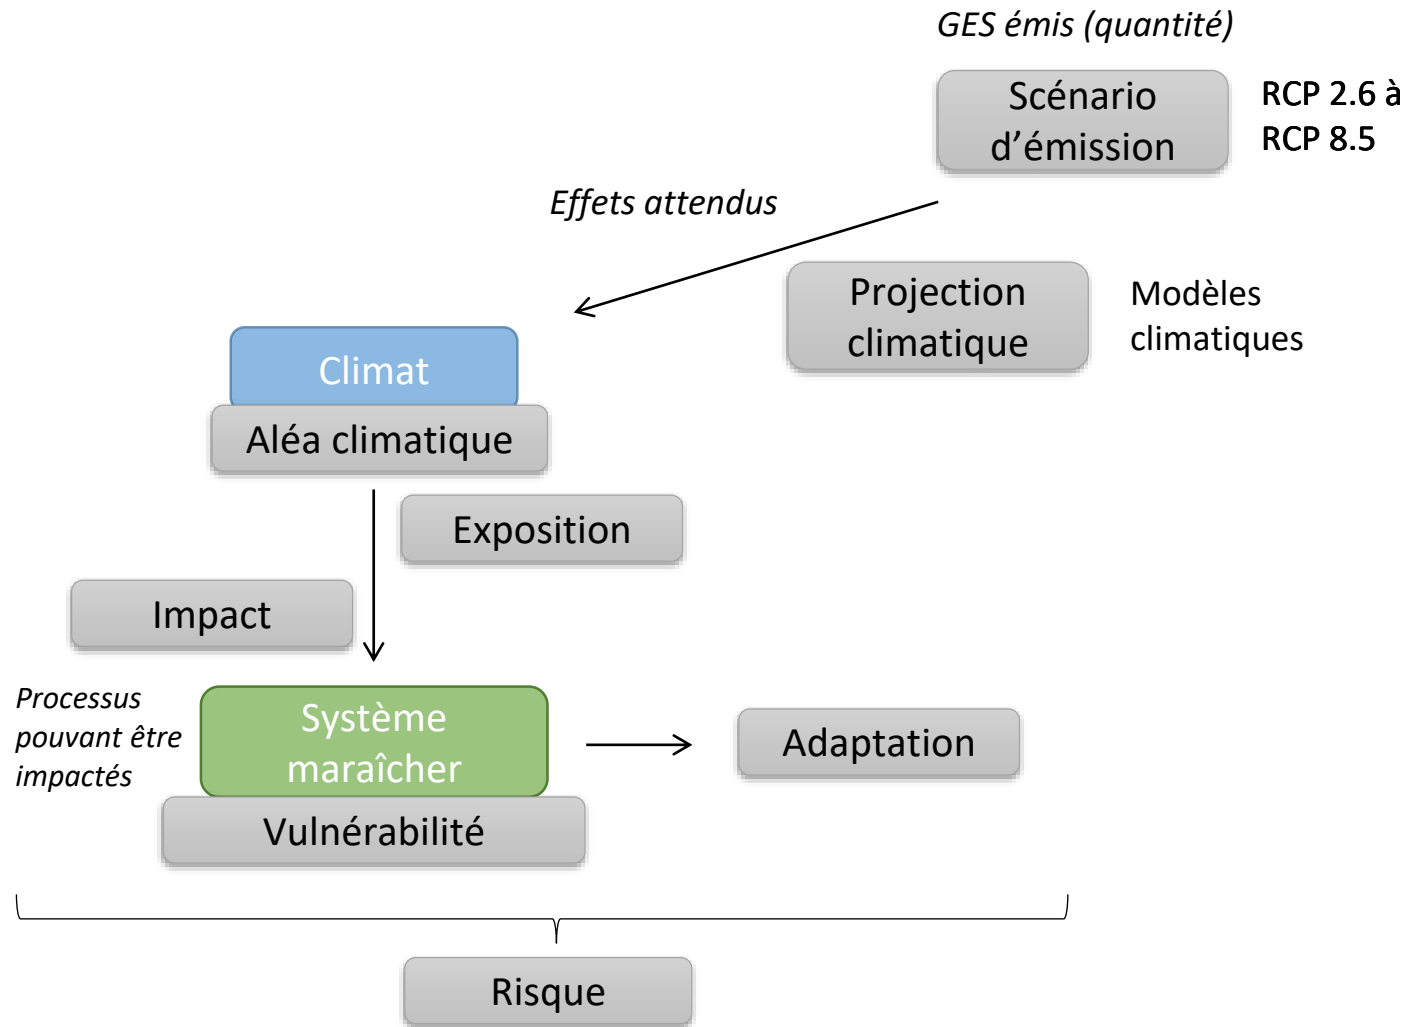 GES émis (quantité)
Scénario
d’émission
RCP 2.6 à
RCP 8.5
Effets attendus
Projection
climatique
Modèles
climatiques
Climat
Aléa climatique
Exposition
Impact
Processus
pouvant être
impactés
Système
maraîcher
Adaptation
Vulnérabilité
Risque